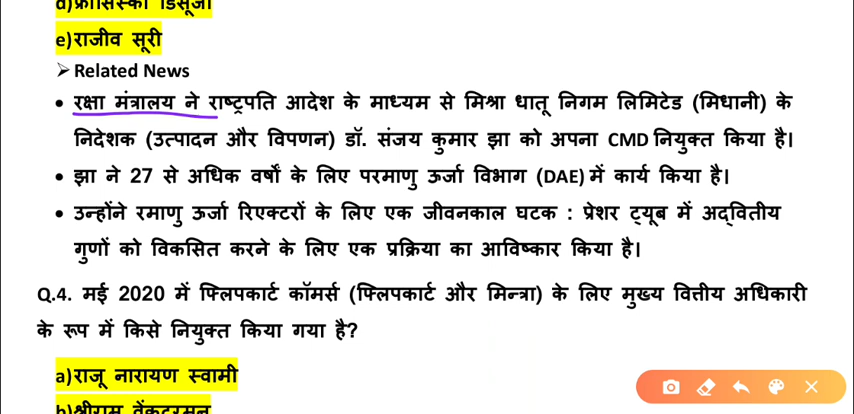 d)फ्रांसिस्का डिसूजा
e)राजीव सूरी
➢ Related News
• रक्षा मंत्रालय ने राष्ट्रपति आदेश के माध्यम से मिश्रा धातू निगम लिमिटेड (मिधानी) के
निदेशक (उत्पादन और विपणन) डॉ. संजय कुमार झा को अपना CMD नियुक्त किया है।
• झा ने 27 से अधिक वर्षों के लिए परमाणु ऊर्जा विभाग (DAE) में कार्य किया है।
• उन्होंने रमाणु ऊर्जा रिएक्टरों के लिए एक जीवनकाल घटक : प्रेशर ट्यूब में अद्वितीय
गुणों को विकसित करने के लिए एक प्रक्रिया का आविष्कार किया है।
Q.4. मई 2020 में फ्लिपकार्ट कॉमर्स (फ्लिपकार्ट और मिन्त्रा) के लिए मुख्य वित्तीय अधिकारी
के रूप में किसे नियुक्त किया गया है?
a)राजू नारायण स्वामी
b)श्रीराम वेंकटरमन